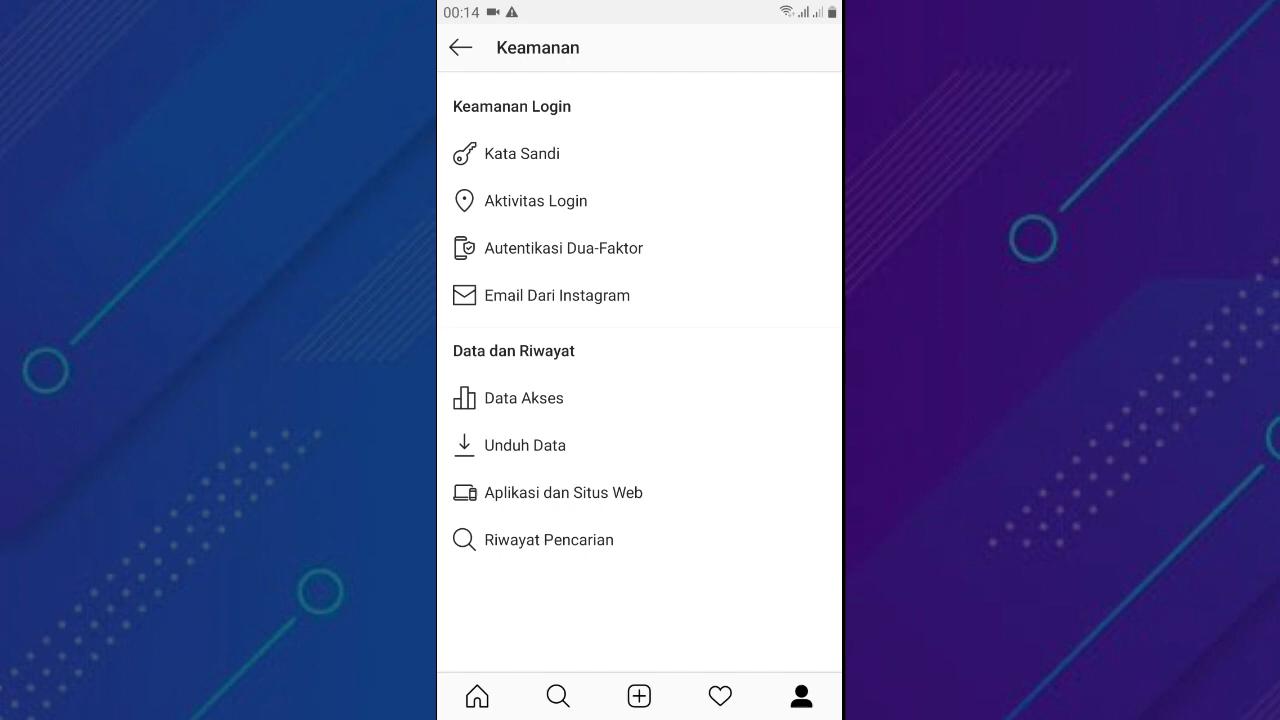 00:14
Keamanan
Keamanan Login
Kata Sandi
Aktivitas Login
Autentikasi Dua-Faktor
Email Dari Instagram
Data dan Riwayat
Data Akses
Unduh Data
Aplikasi dan Situs Web
Riwayat Pencarian